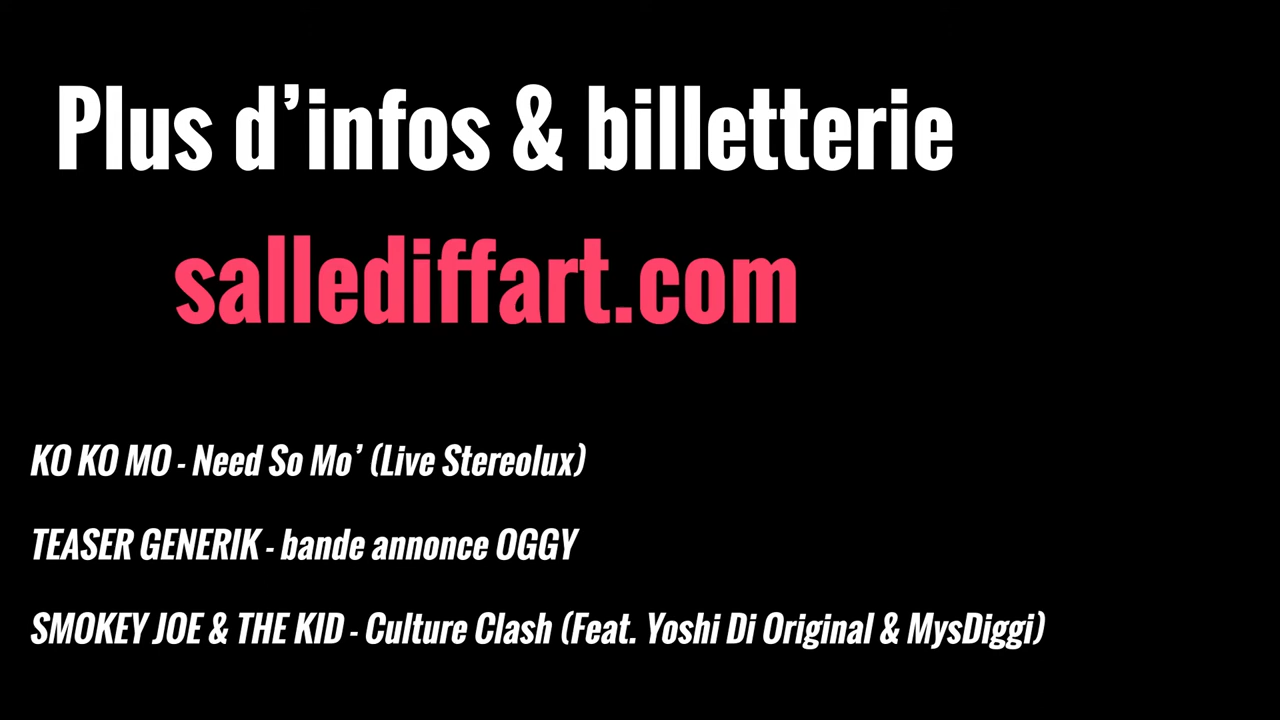 Plus d’infos & billetterie
sallediffart.com
KO KO MO - Need So Mo’ (Live Stereolux)
TEASER GENERIK - bande annonce OGGY
SMOKEY JOE & THE KID - Culture Clash (Feat. Yoshi Di Original & MysDiggi)